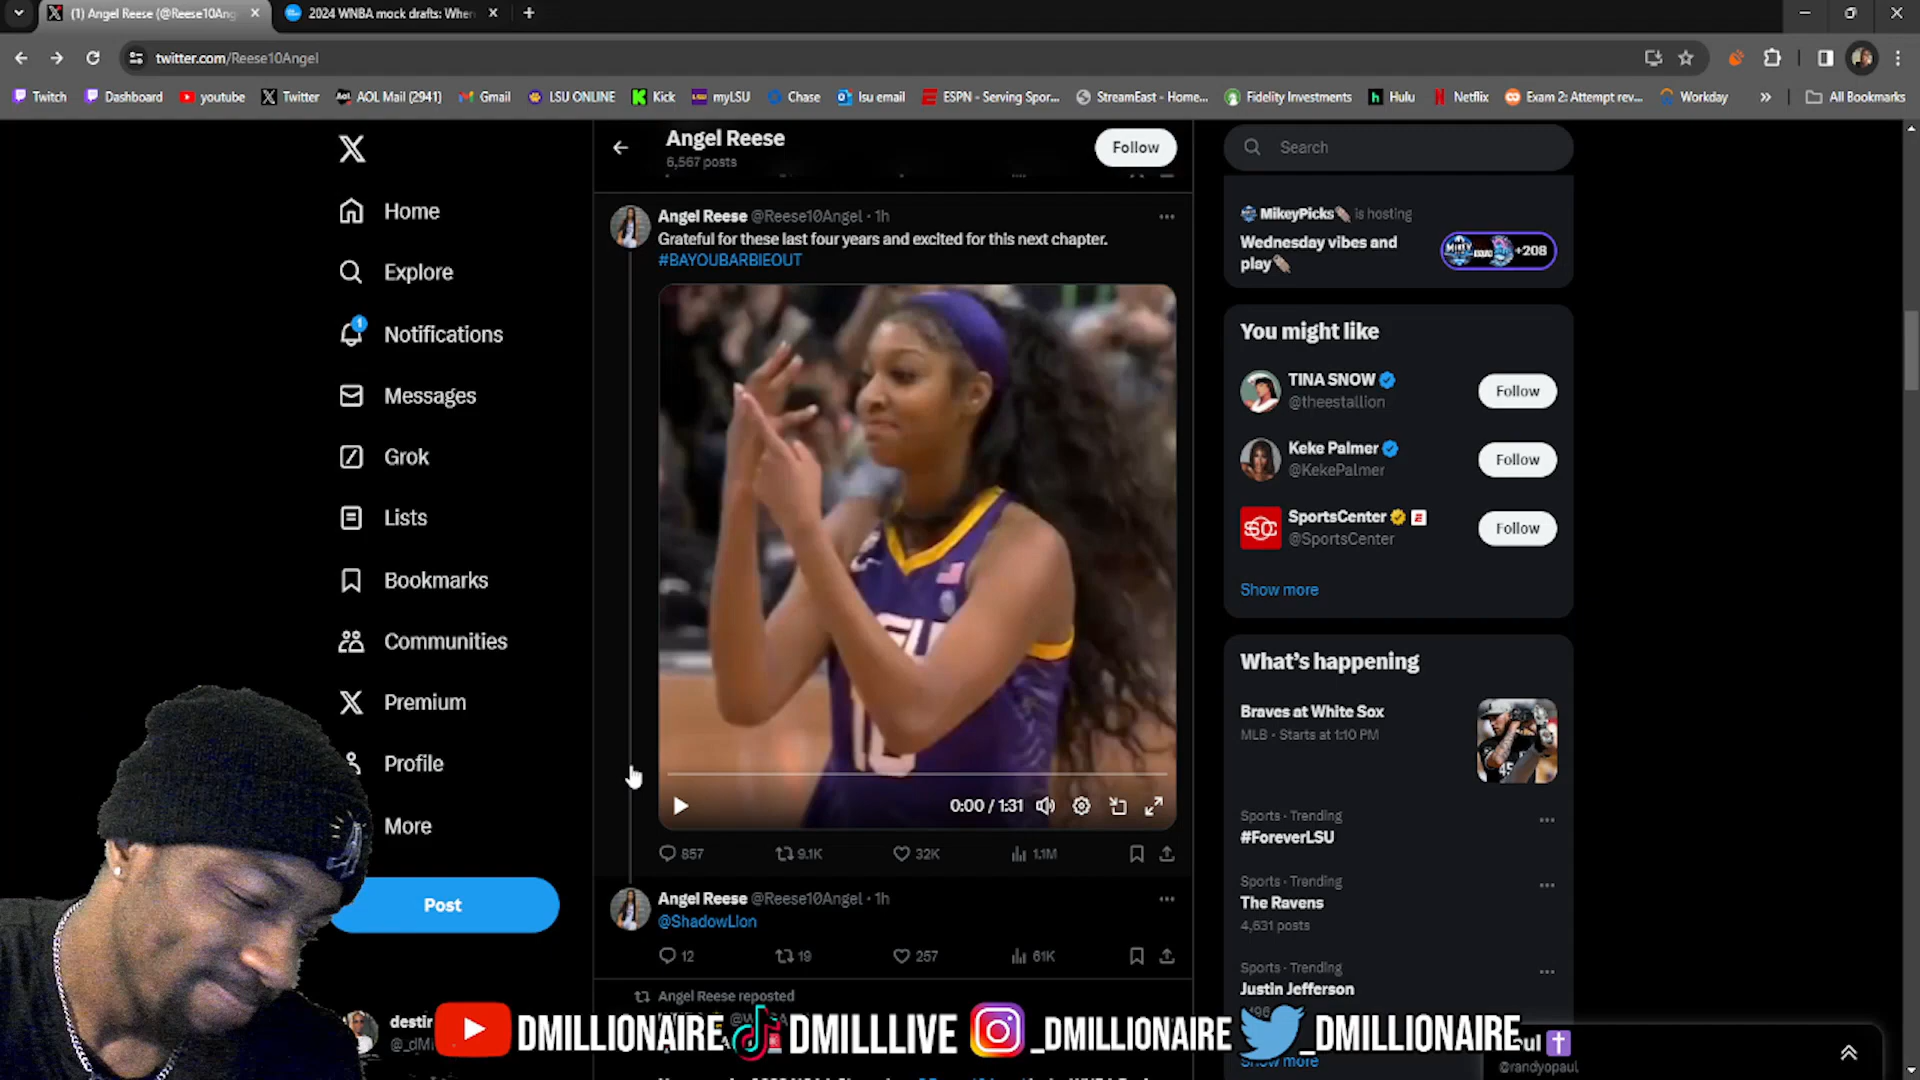 (1) Angel Reese (@Reese10Ang
2024 WNBA mock drafts: Wher
twitter.com/Reese10Angel
Twitch
Dashboard
youtube
Twitter
AOL Mail (2941)
Gmail
LSU ONLINE
Kick
myLSU
Chase
lsu email
ESPN - Serving Spor...
StreamEast - Home...
Fidelity Investments
Hulu
Netflix
Exam 2: Attempt rev...
Workday
All Bookmarks
Home
Explore
1
Notifications
Messages
Grok
Lists
Bookmarks
Communities
Premium
Profile
More
Post
destir
Angel Reese
6,567 posts
Follow
Angel Reese @Reese10Angel · 1h
Grateful for these last four years and excited for this next chapter.
#BAYOUBARBIEOUT
LSU
10
0:00 / 1:31
857 9.1K 32K 1.1M
Angel Reese @Reese10Angel · 1h
@ShadowLion
12 19 257 61K
Angel Reese reposted
Search
MikeyPicks is hosting
Wednesday vibes and
play
+208
You might like
TINA SNOW
@theestallion
Follow
Keke Palmer
@KekePalmer
Follow
SportsCenter
@SportsCenter
Follow
Show more
What's happening
Braves at White Sox
MLB · Starts at 1:10 PM
Sports · Trending
#ForeverLSU
Sports · Trending
The Ravens
4,631 posts
Sports · Trending
Justin Jefferson
Show more
@randyopaul
DMILLIONAIRE
DMILLLIVE
_DMILLIONAIRE
_DMILLIONAIRE